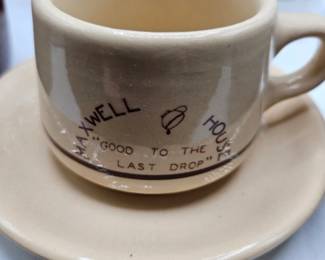 MAXWELL HOUSE
"GOOD TO THE
LAST DROP"